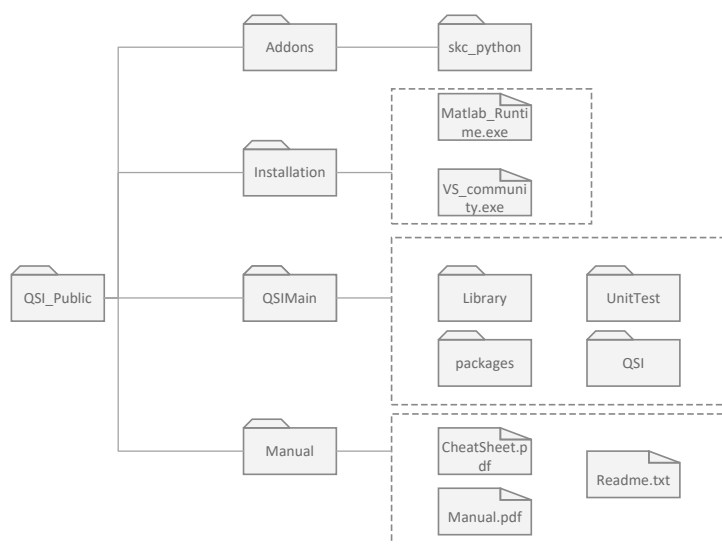 Addons
skc_python
Matlab_Runti
me.exe
Installation
VS_communi
ty.exe
QSI_Public
QSIMain
Library
UnitTest
packages
QSI
Manual
CheatSheet.p
df
Readme.txt
Manual.pdf